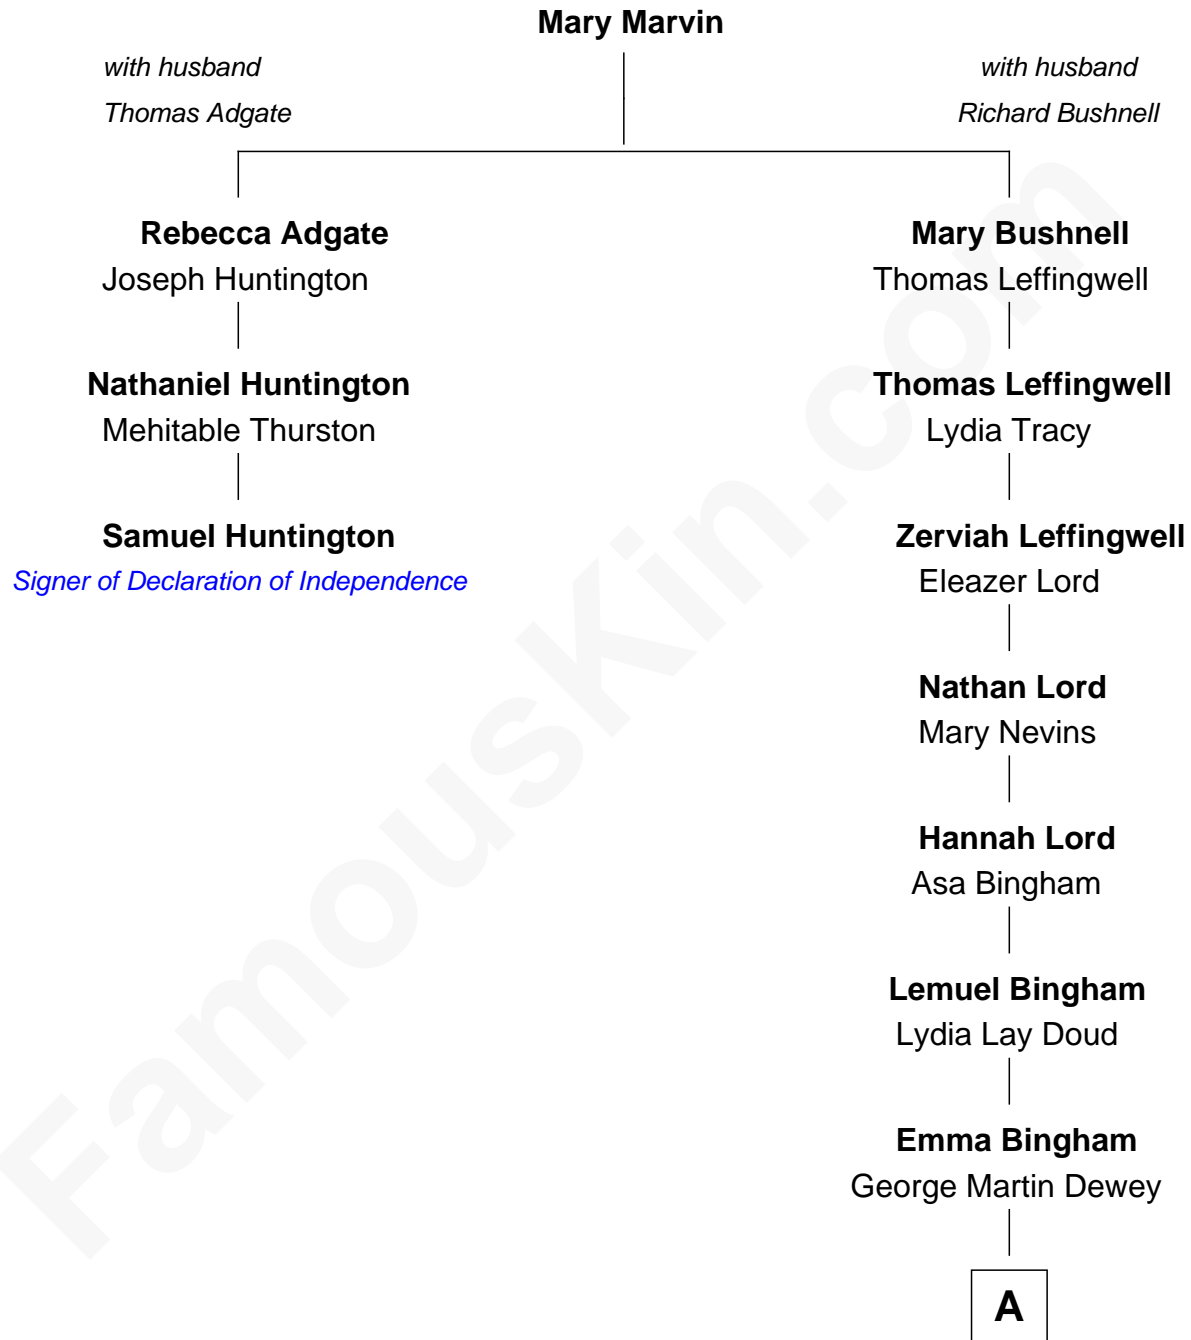 Mary Marvin
with husband
Thomas Adgate
with husband
Richard Bushnell
Rebecca Adgate
Joseph Huntington
Nathaniel Huntington
Mehitable Thurston
Samuel Huntington
Signer of Declaration of Independence
Mary Bushnell
Thomas Leffingwell
Thomas Leffingwell
Lydia Tracy
Zerviah Leffingwell
Eleazer Lord
Nathan Lord
Mary Nevins
Hannah Lord
Asa Bingham
Lemuel Bingham
Lydia Lay Doud
Emma Bingham
George Martin Dewey
A
FamousKin.com